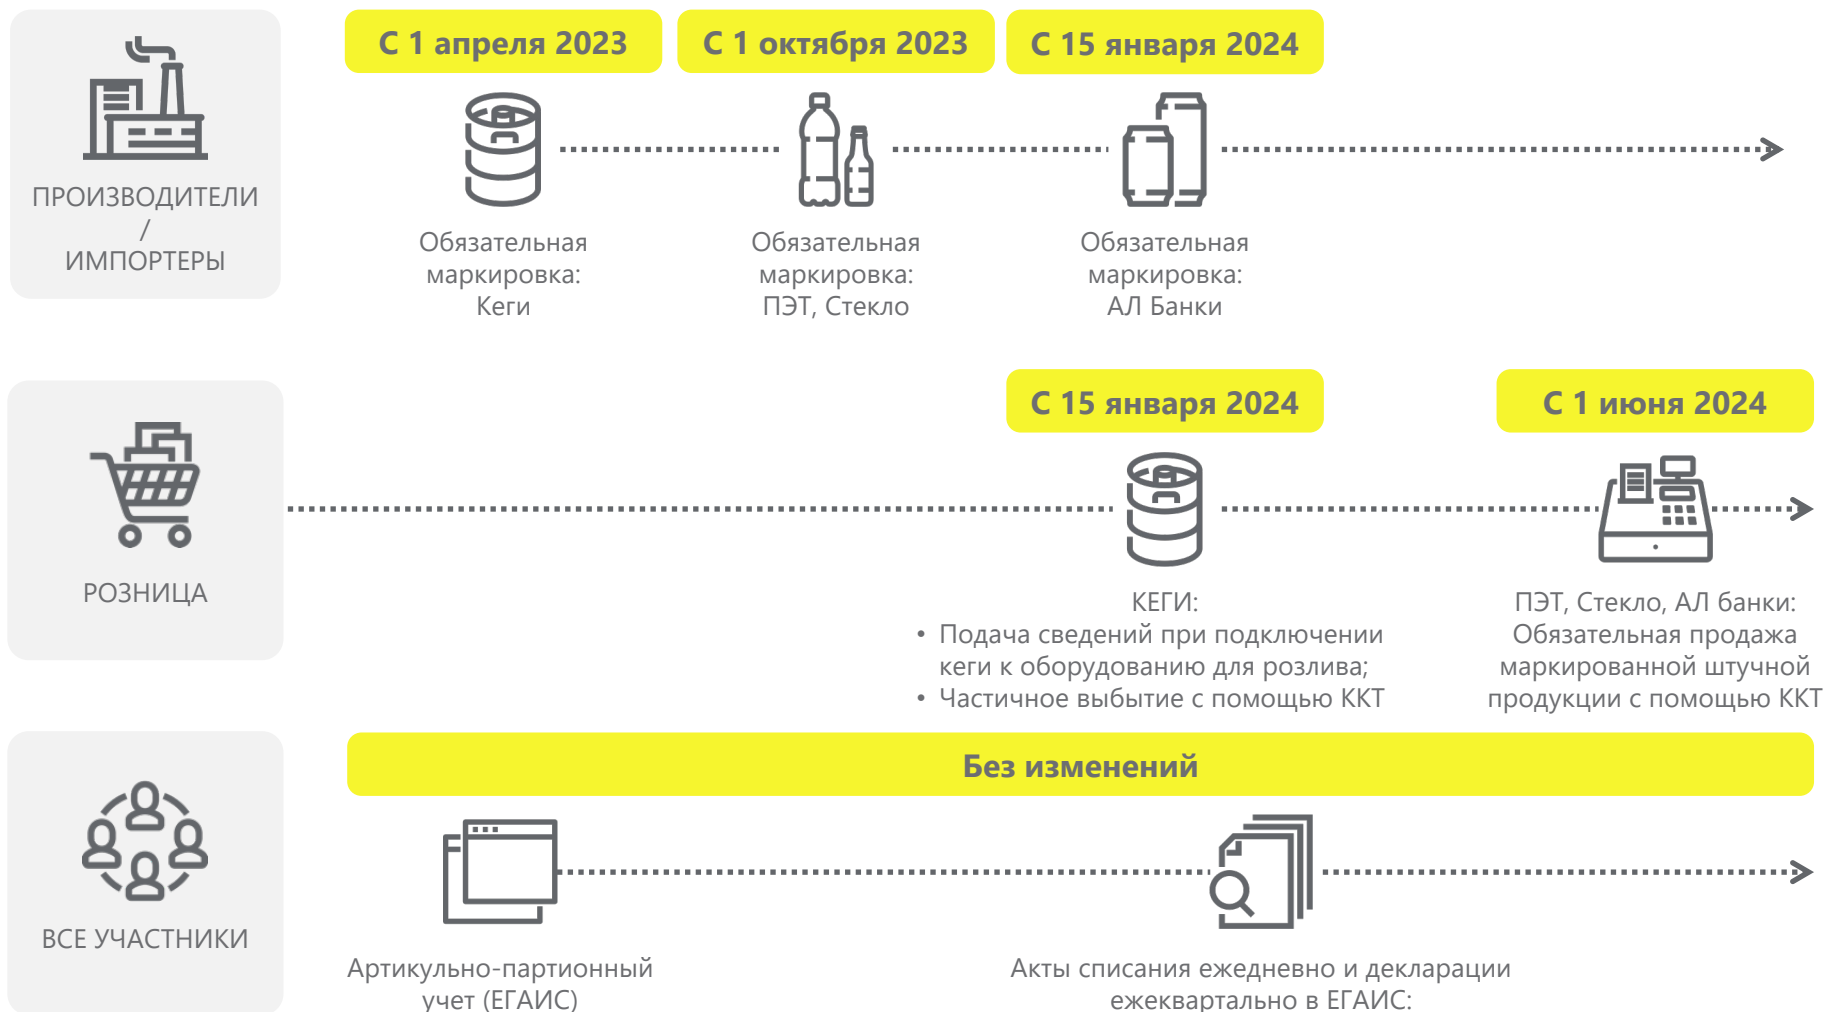 ПРОИЗВОДИТЕЛИ
/
ИМПОРТЕРЫ
С 1 апреля 2023
С 1 октября 2023
С 15 января 2024
Обязательная
маркировка:
Кеги
Обязательная
маркировка:
ПЭТ, Стекло
Обязательная
маркировка:
АЛ Банки
РОЗНИЦА
С 15 января 2024
С 1 июня 2024
КЕГИ:
• Подача сведений при подключении
кеги к оборудованию для розлива;
• Частичное выбытие с помощью ККТ
ПЭТ, Стекло, АЛ банки:
Обязательная продажа
маркированной штучной
продукции с помощью ККТ
ВСЕ УЧАСТНИКИ
Без изменений
Артикульно-партионный
учет (ЕГАИС)
Акты списания ежедневно и декларации
ежеквартально в ЕГАИС: